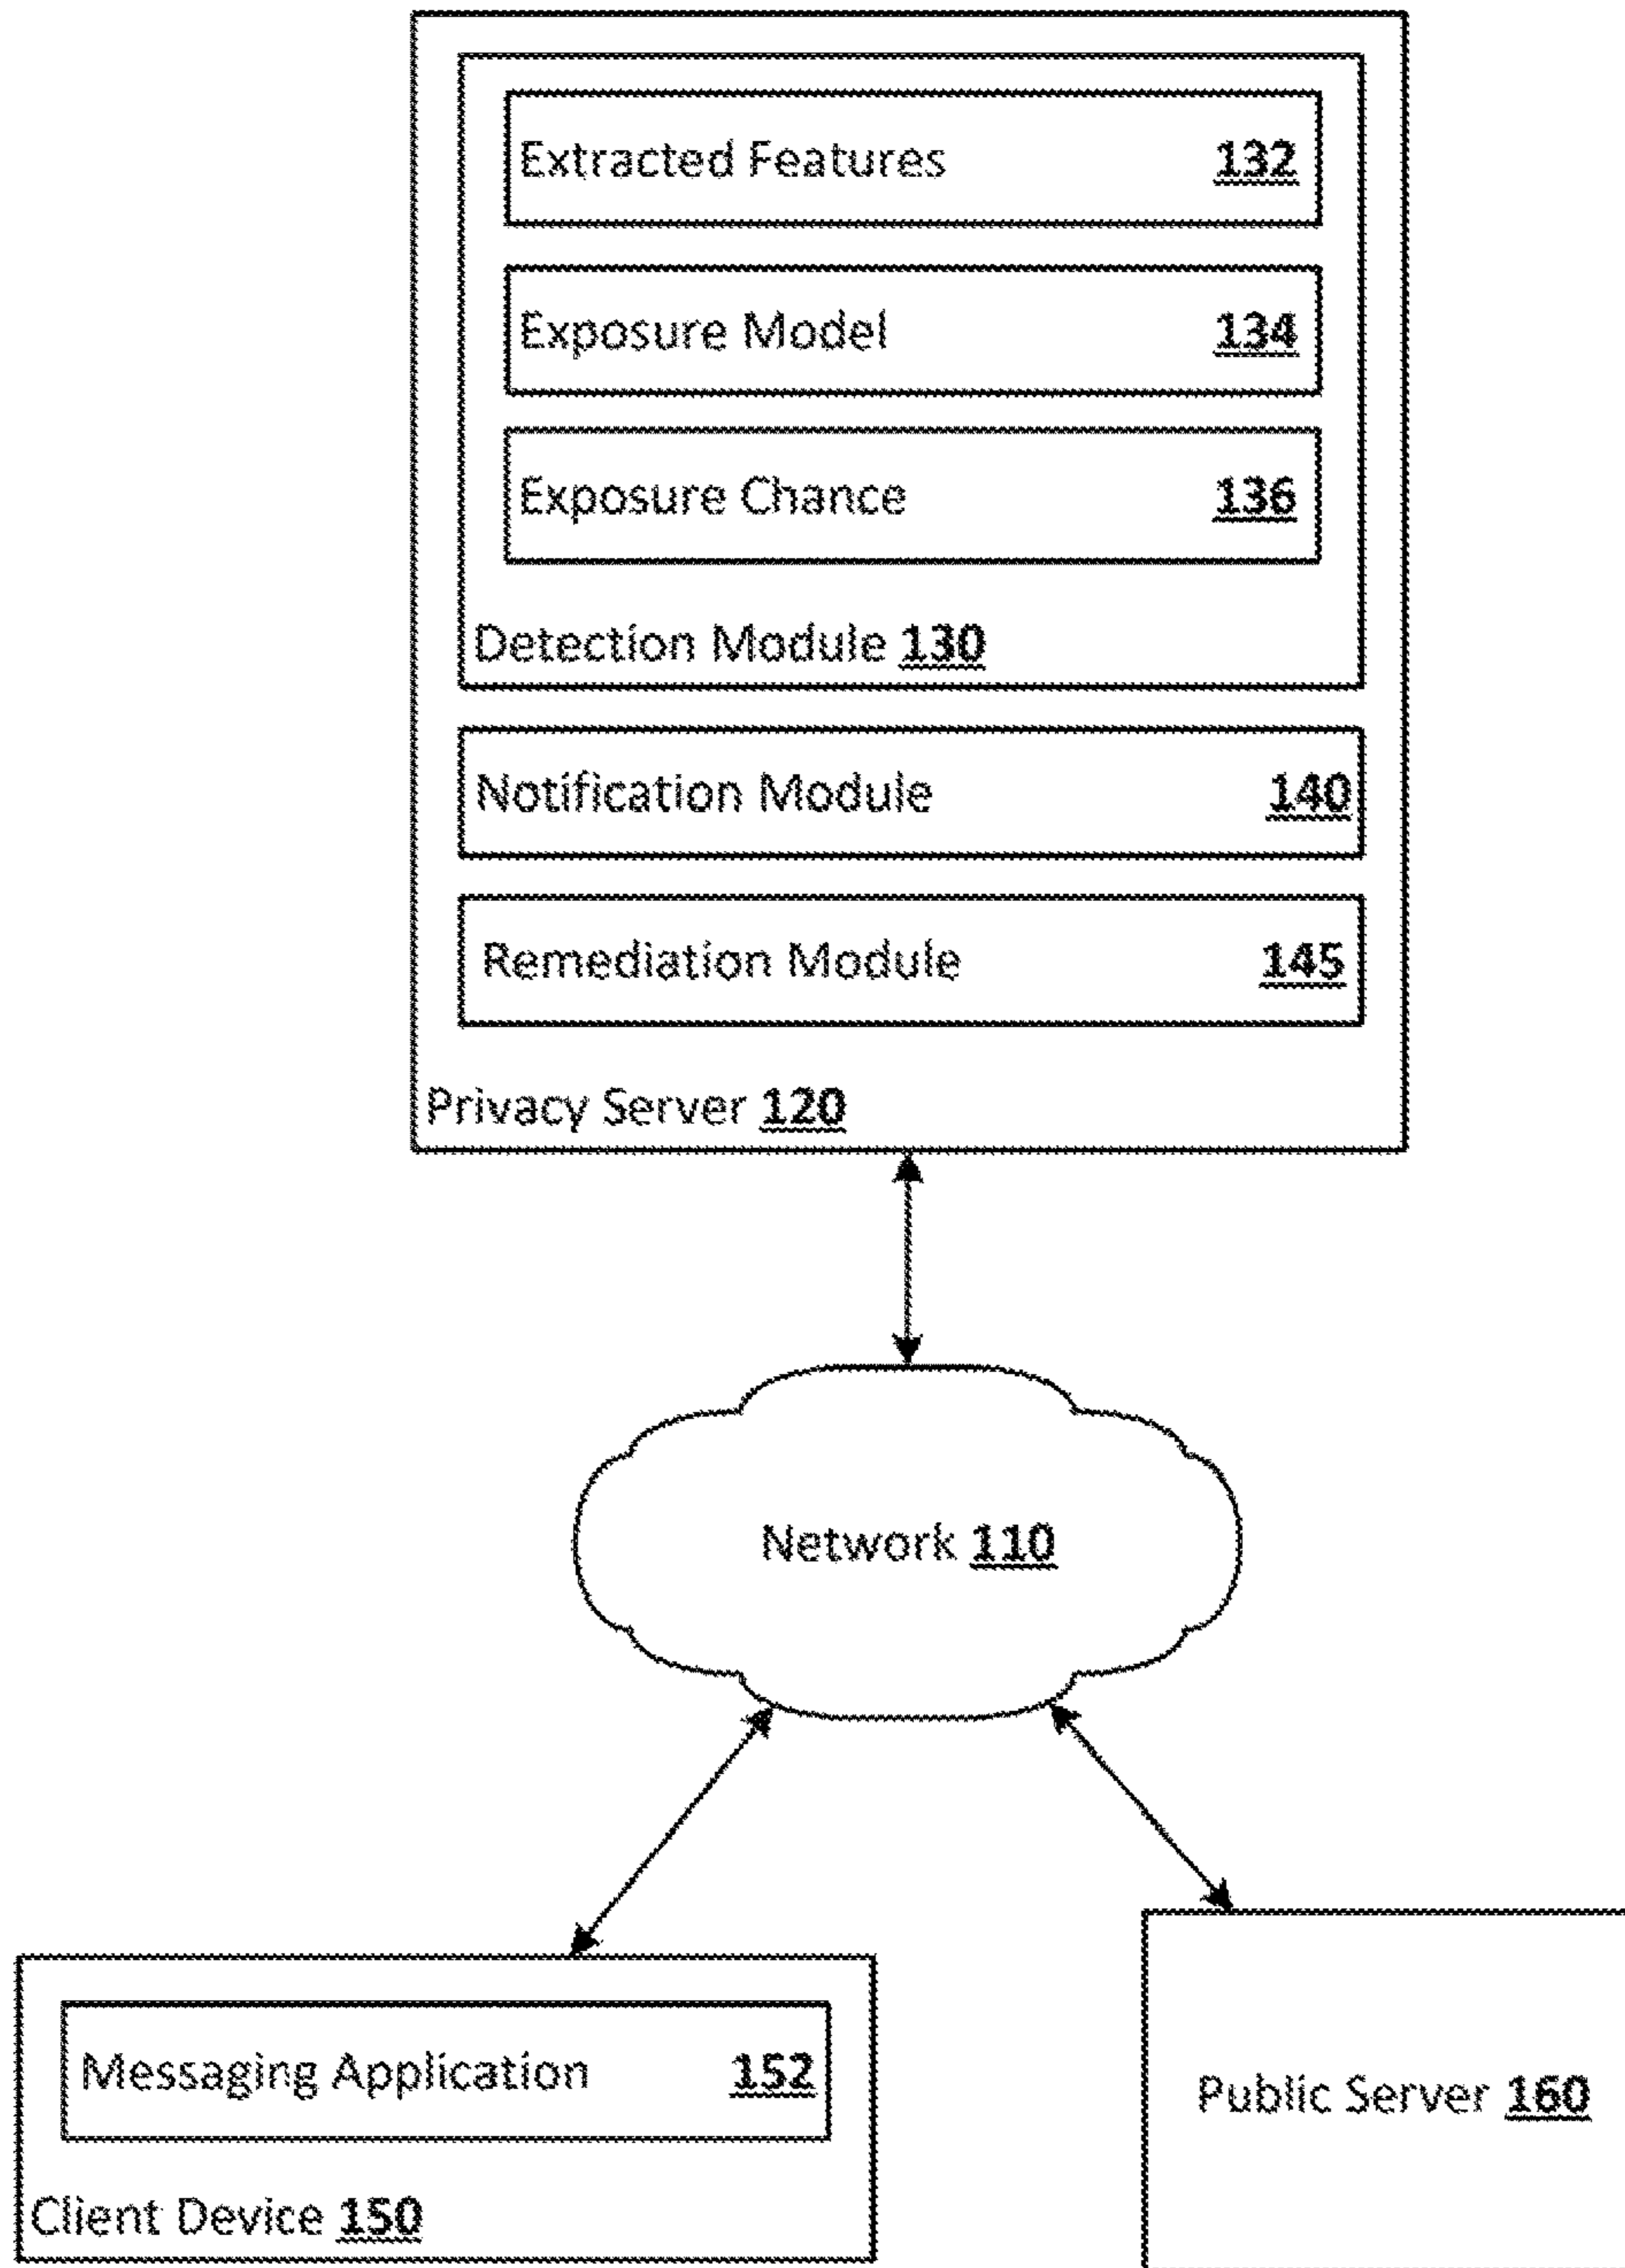 Extracted Features 132
Exposure Model 134
Exposure Chance 136
Detection Module 130
Notification Module 140
Remediation Module 145
Privacy Server 120
Network 110
Messaging Application 152
Public Server 160
Client Device 150